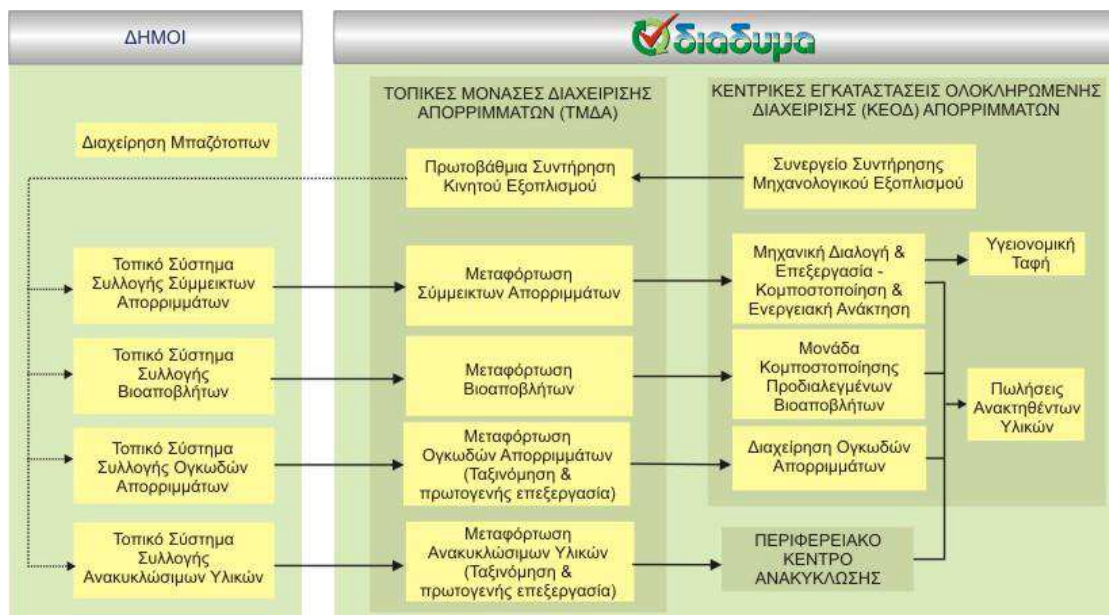 ΔΗΜΟΙ
διαδυμα
ΤΟΠΙΚΕΣ ΜΟΝΑΣΕΣ ΔΙΑΧΕΙΡΙΣΗΣ
ΑΠΟΡΡΙΜΜΑΤΩΝ (ΤΜΔΑ)
ΚΕΝΤΡΙΚΕΣ ΕΓΚΑΤΑΣΤΑΣΕΙΣ ΟΛΟΚΛΗΡΩΜΕΝΗΣ
ΔΙΑΧΕΙΡΙΣΗΣ (ΚΕΟΔ) ΑΠΟΡΡΙΜΜΑΤΩΝ
Διαχείρηση Μπαζότοπων
Πρωτοβάθμια Συντήρηση
Κινητού Εξοπλισμού
Συνεργείο Συντήρησης
Μηχανολογικού Εξοπλισμού
Τοπικό Σύστημα
Συλλογής Σύμμεικτων
Απορριμμάτων
Μεταφόρτωση
Σύμμεικτων Απορριμμάτων
Μηχανική Διαλογή &
Επεξεργασία -
Κομποστοποίηση &
Ενεργειακή Ανάκτηση
Υγειονομική
Ταφή
Τοπικό Σύστημα
Συλλογής
Βιοαποβλήτων
Μεταφόρτωση
Βιοαποβλήτων
Μονάδα
Κομποστοποίησης
Προδιαλεγμένων
Βιοαποβλήτων
Πωλήσεις
Ανακτηθέντων
Υλικών
Τοπικό Σύστημα
Συλλογής Ογκωδών
Απορριμμάτων
Μεταφόρτωση
Ογκωδών Απορριμμάτων
(Ταξινόμηση &
πρωτογενής επεξεργασία)
Διαχείρηση Ογκωδών
Απορριμμάτων
Τοπικό Σύστημα
Συλλογής
Ανακυκλώσιμων Υλικών
Μεταφόρτωση
Ανακυκλώσιμων Υλικών
(Ταξινόμηση &
πρωτογενής επεξεργασία)
ΠΕΡΙΦΕΡΕΙΑΚΟ
ΚΕΝΤΡΟ
ΑΝΑΚΥΚΛΩΣΗΣ